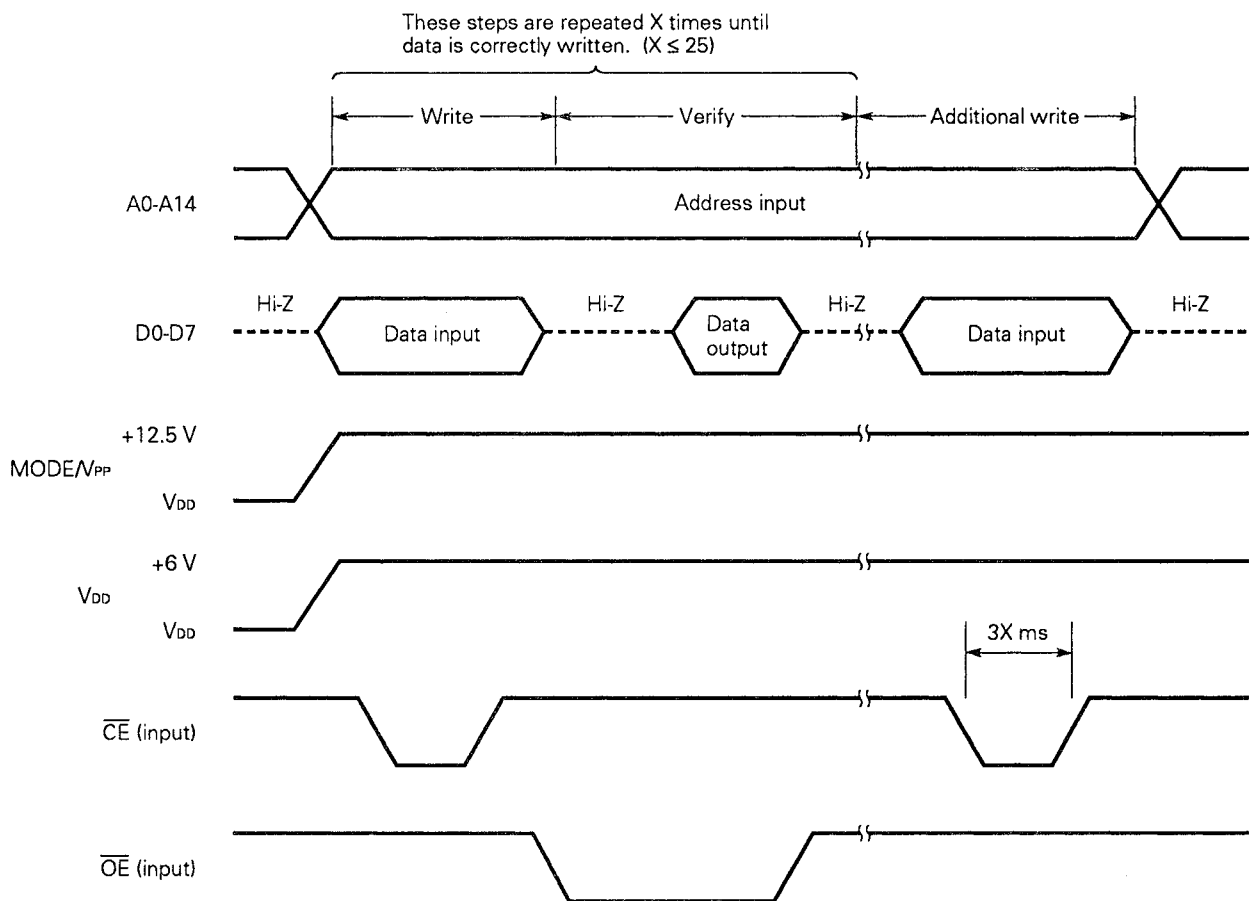 These steps are repeated X times until
data is correctly written. (X ≤ 25)
Write
Verify
Additional write
A0-A14
Address input
Hi-Z
Hi-Z
Hi-Z
Hi-Z
D0-D7
Data input
Data
output
Data input
+12.5 V
MODE/VPP
VDD
+6 V
VDD
VDD
3X ms
CE (input)
OE (input)